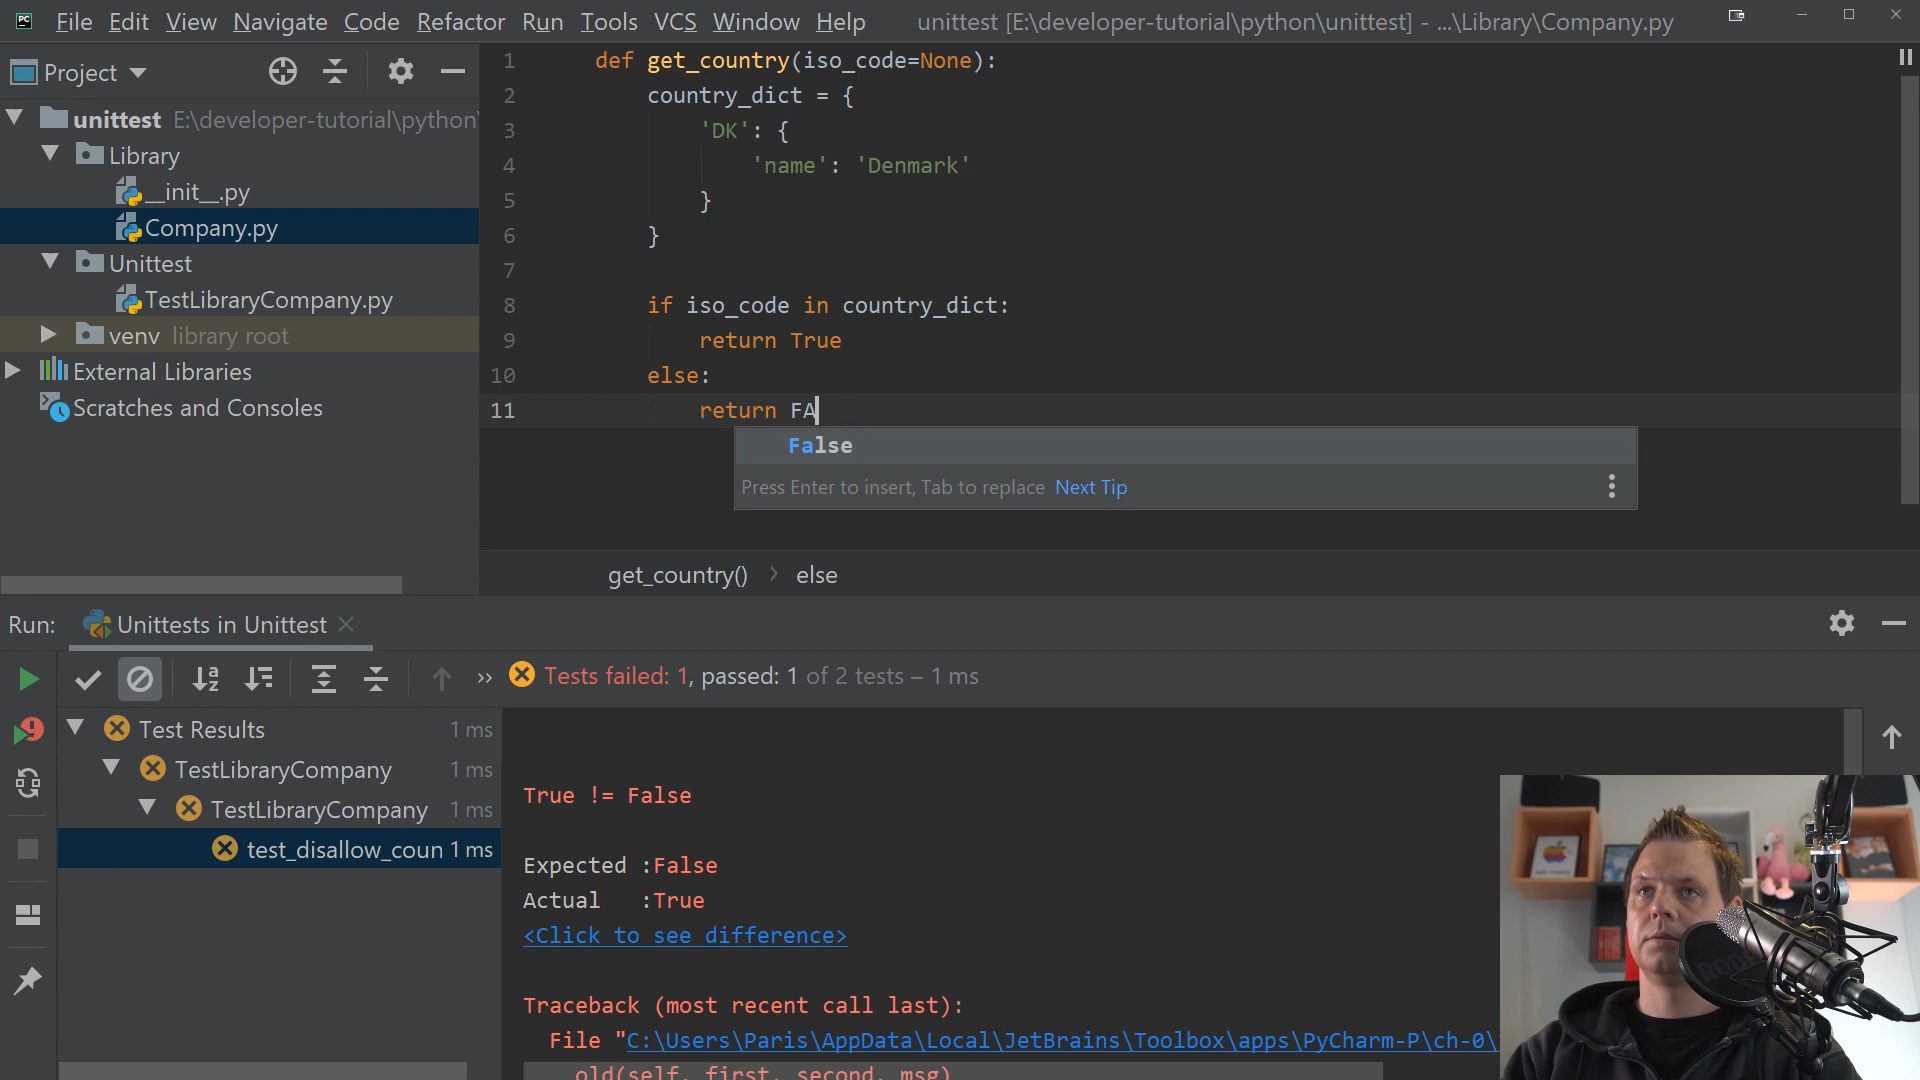 PC File Edit View Navigate Code Refactor Run Tools VCS Window Help unittest [E:\developer-tutorial\python\unittest] - ...\Library\Company.py
Project
unittest E:\developer-tutorial\python\
Library
__init__.py
Company.py
Unittest
TestLibraryCompany.py
venv library root
External Libraries
Scratches and Consoles
1 def get_country(iso_code=None):
2 country_dict = {
3 'DK': {
4 'name': 'Denmark'
5 }
6 }
7
8 if iso_code in country_dict:
9 return True
10 else:
11 return FA
False
Press Enter to insert, Tab to replace Next Tip
get_country() > else
Run: Unittests in Unittest
Tests failed: 1, passed: 1 of 2 tests – 1 ms
Test Results 1 ms
TestLibraryCompany 1 ms
TestLibraryCompany 1 ms
test_disallow_coun 1 ms
True != False
Expected :False
Actual :True
<Click to see difference>
Traceback (most recent call last):
File "C:\Users\Paris\AppData\Local\JetBrains\Toolbox\apps\PyCharm-P\ch-0\
old(self, first, second, msg)
RØDE